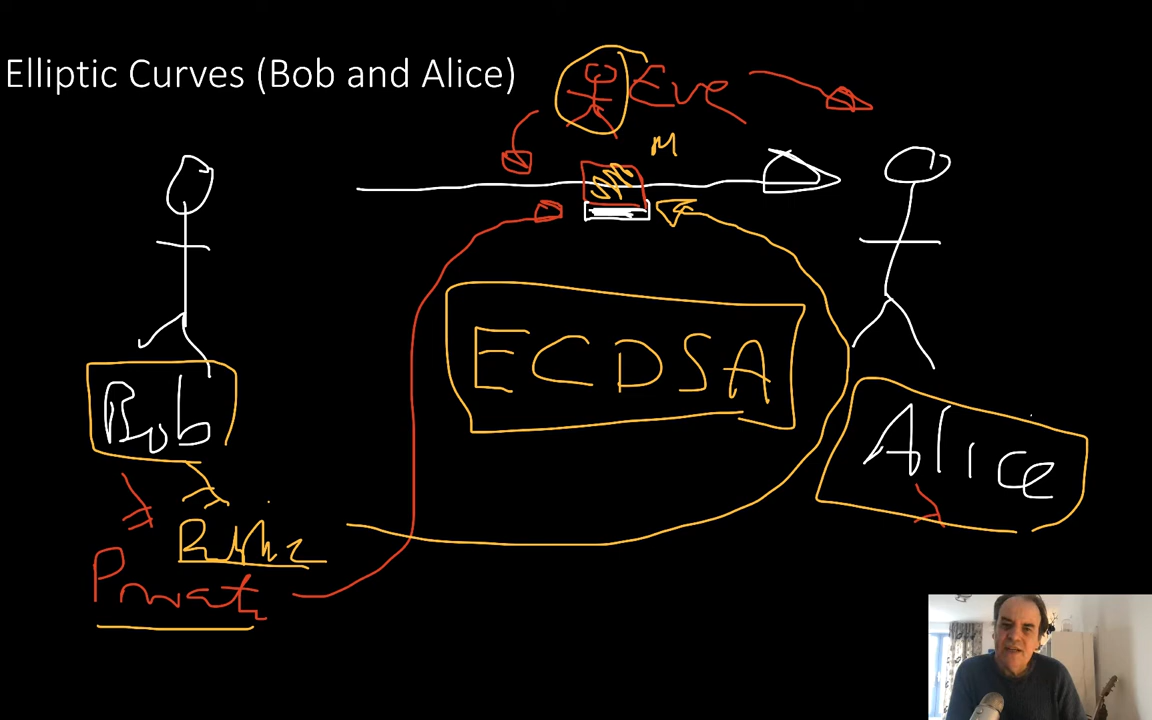 Elliptic Curves (Bob and Alice)
Eve
M
ECDSA
Bob
Alice
Public
Private